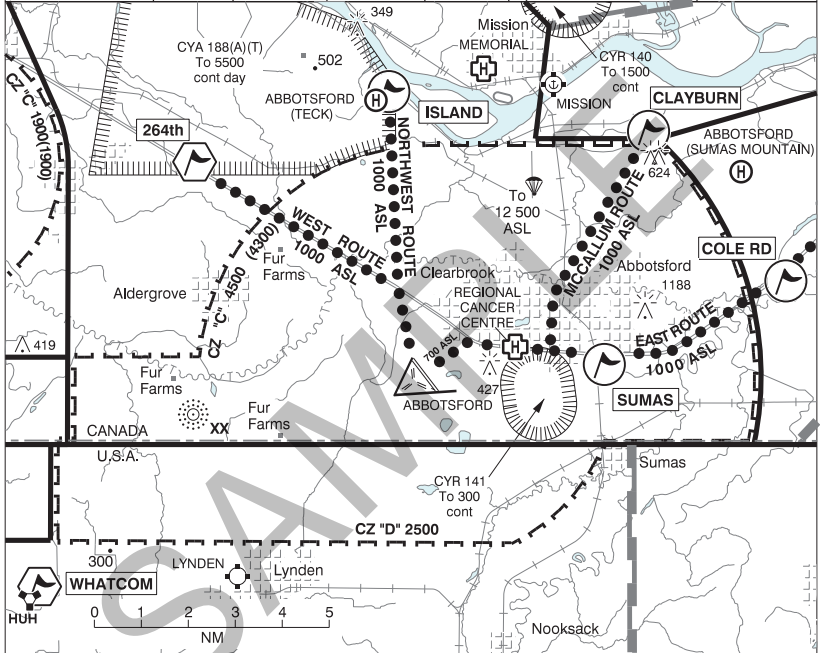 349
Mission
MEMORIAL
CYA 188(A)(T)
To 5500
cont day
502
CYR 140
To 1500
cont
ABBOTSFORD
(TECK)
H
H
ISLAND
MISSION
CLAYBURN
CZ "C" 1900(1900)
264th
ABBOTSFORD
(SUMAS MOUNTAIN)
H
624
NORTHWEST ROUTE
1000 ASL
To
12 500
ASL
McCALLUM ROUTE
1000 ASL
WEST ROUTE
1000 ASL
COLE RD
CZ "C" 4500 (4300)
Fur
Farms
Clearbrook
Abbotsford
1188
Aldergrove
REGIONAL
CANCER
CENTRE
H
EAST ROUTE
1000 ASL
700 ASL
419
427
Fur
Farms
ABBOTSFORD
SUMAS
Fur
Farms
XX
CANADA
U.S.A.
CYR 141
To 300
cont
Sumas
CZ "D" 2500
300
LYNDEN
Lynden
WHATCOM
HUH
0 1 2 3 4 5
NM
Nooksack
SAMPLE